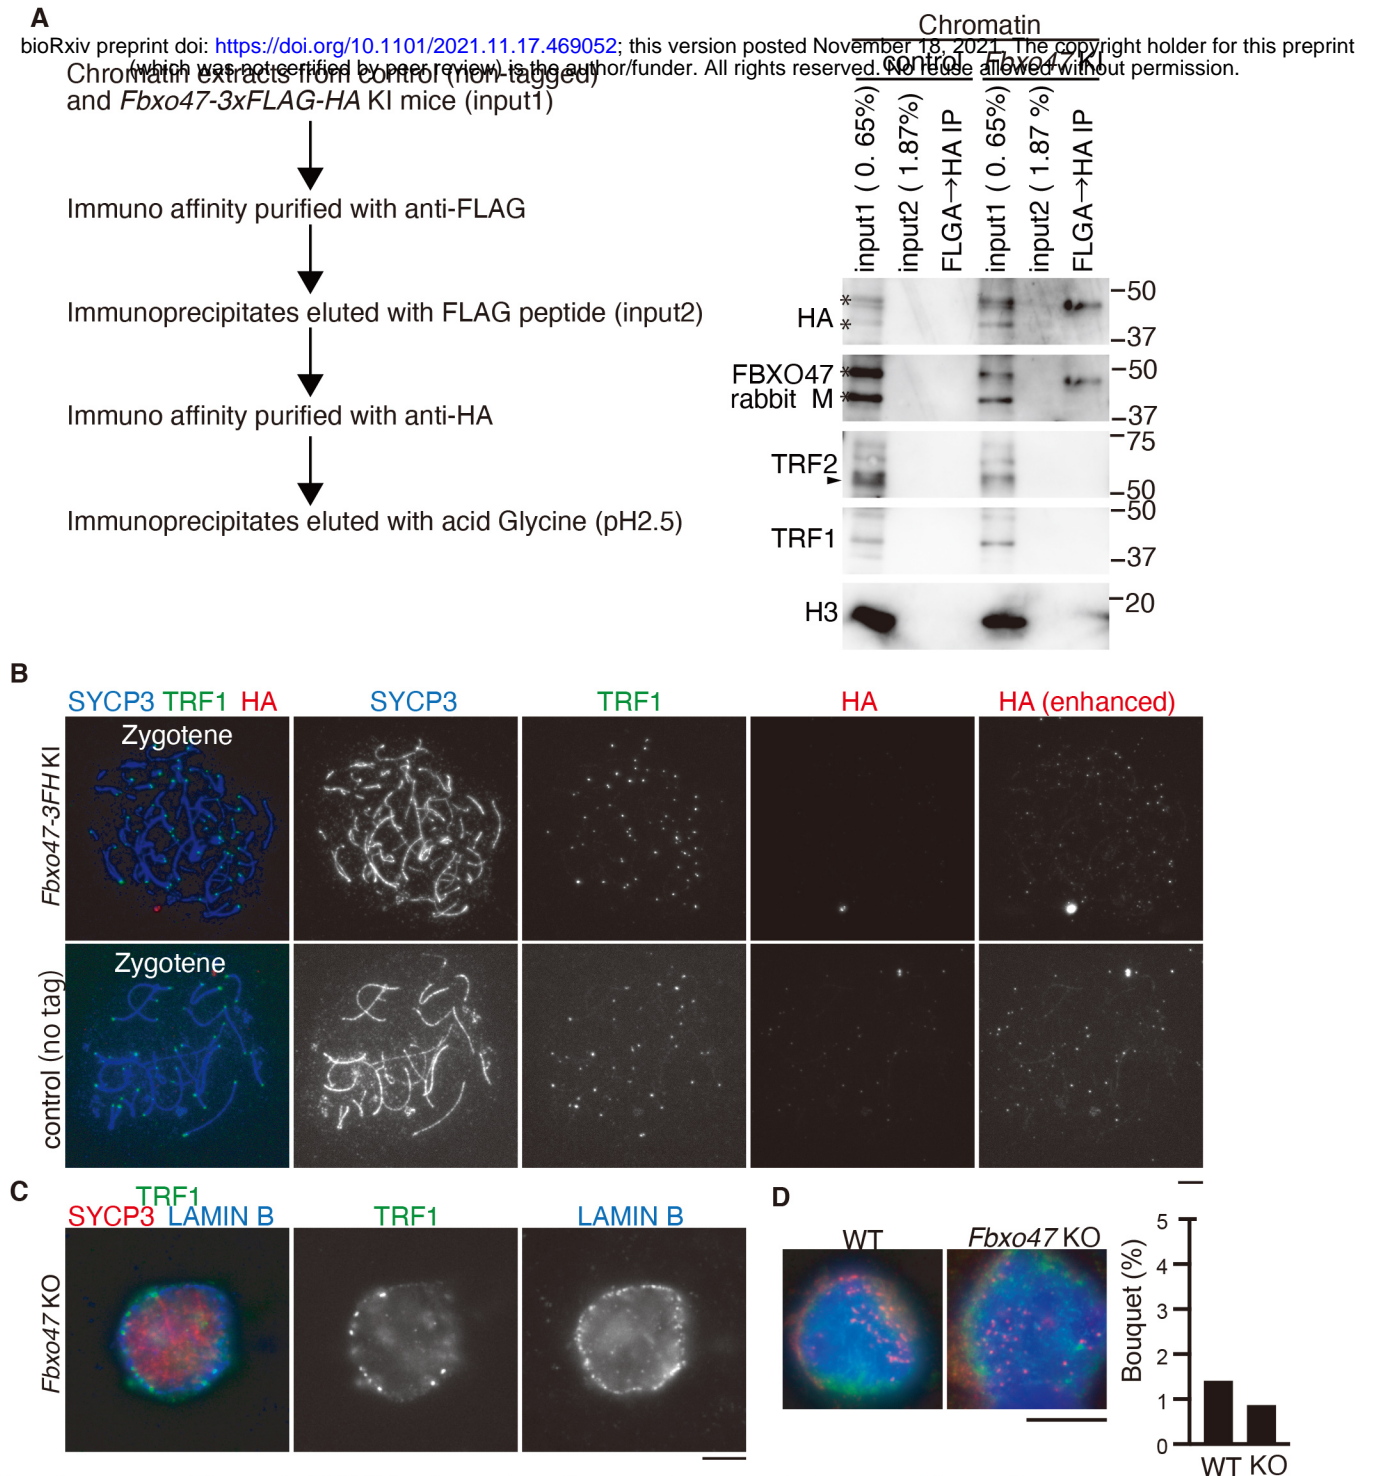 A
bioRxiv preprint doi: https://doi.org/10.1101/2021.11.17.469052; this version posted November 18, 2021. The copyright holder for this preprint
(which was not certified by peer review) is the author/funder. All rights reserved. No reuse allowed without permission.
Chromatin extracts from control (non-tagged)
and Fbxo47-3xFLAG-HA KI mice (input1)
Immuno affinity purified with anti-FLAG
Immunoprecipitates eluted with FLAG peptide (input2)
Immuno affinity purified with anti-HA
Immunoprecipitates eluted with acid Glycine (pH2.5)
Chromatin
control Fbxo47 KI
input1 ( 0. 65%)
input2 ( 1.87%)
FLGA→HA IP
input1 ( 0. 65%)
input2 ( 1.87 %)
FLGA→HA IP
HA
*
*
50
37
FBXO47
rabbit M
*
*
50
37
TRF2
75
50
TRF1
50
37
H3
20
B
SYCP3 TRF1 HA
SYCP3
TRF1
HA
HA (enhanced)
Fbxo47-3FH KI
Zygotene
control (no tag)
Zygotene
C
TRF1
SYCP3 LAMIN B
TRF1
LAMIN B
Fbxo47 KO
D
WT
Fbxo47 KO
Bouquet (%)
5
4
3
2
1
0
WT KO